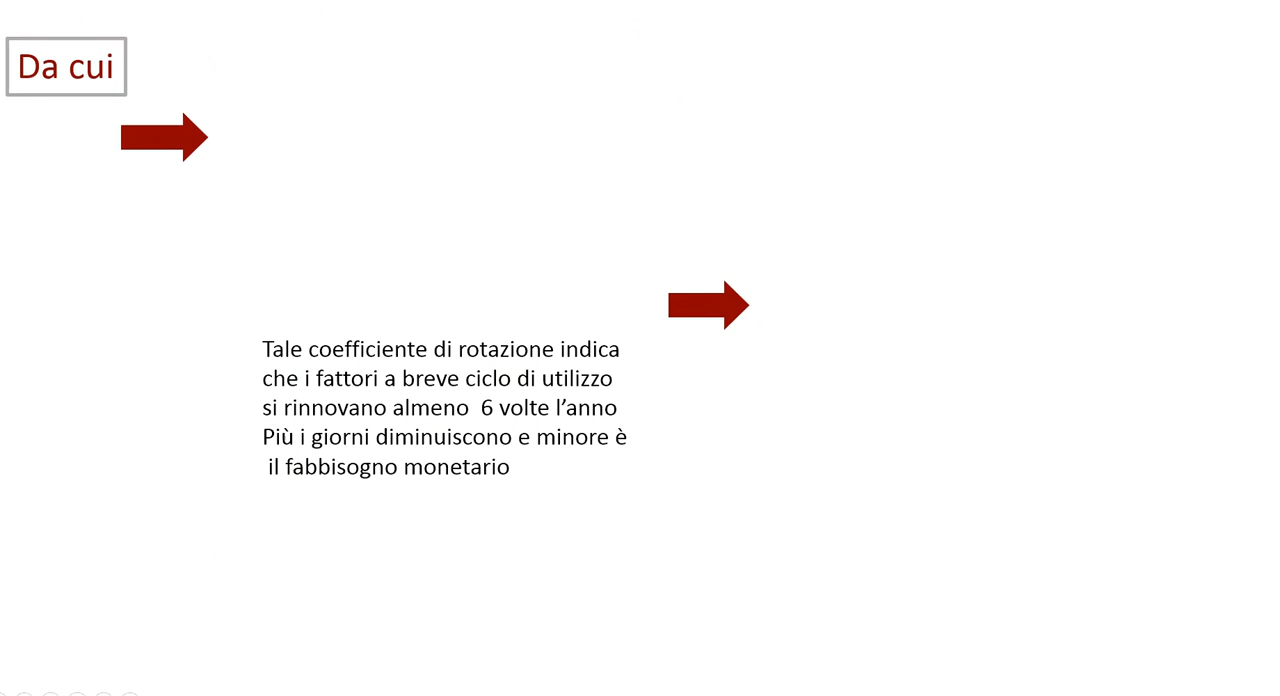 Da cui
Tale coefficiente di rotazione indica
che i fattori a breve ciclo di utilizzo
si rinnovano almeno  6 volte l’anno
Più i giorni diminuiscono e minore è
il fabbisogno monetario